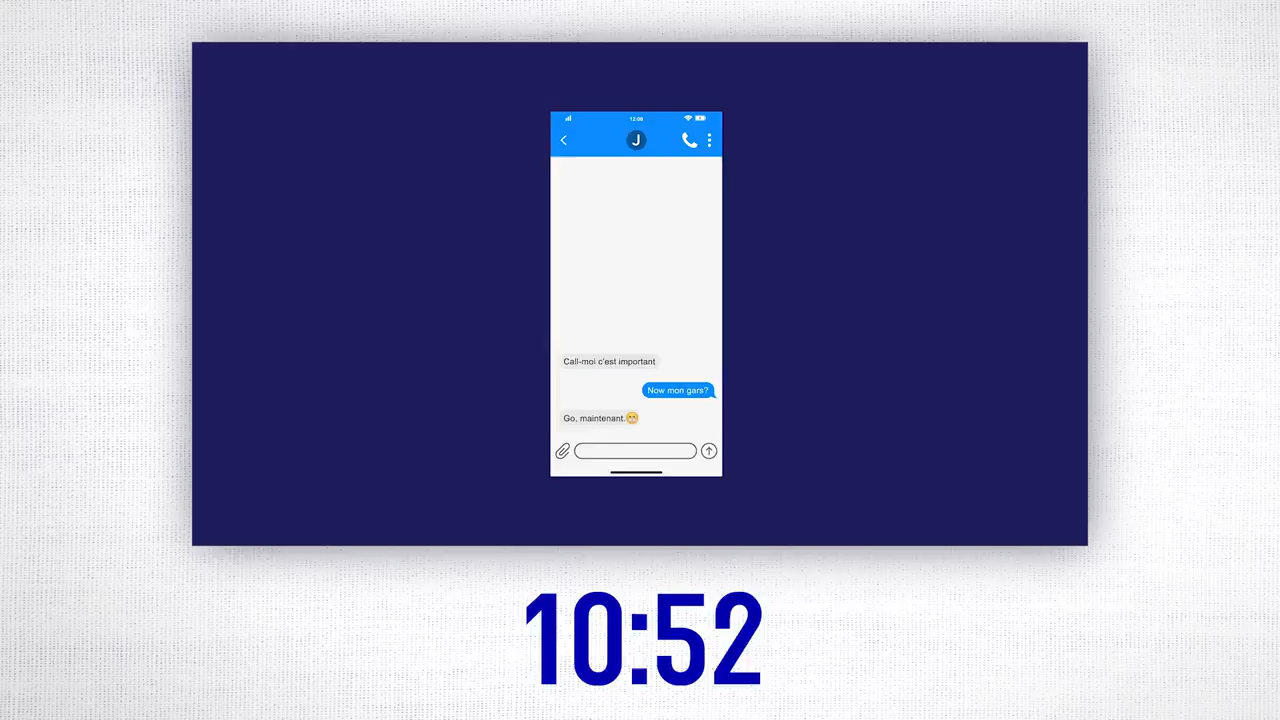 12:00
J
Call-moi c'est important
Now mon gars?
Go, maintenant.😁
10:52